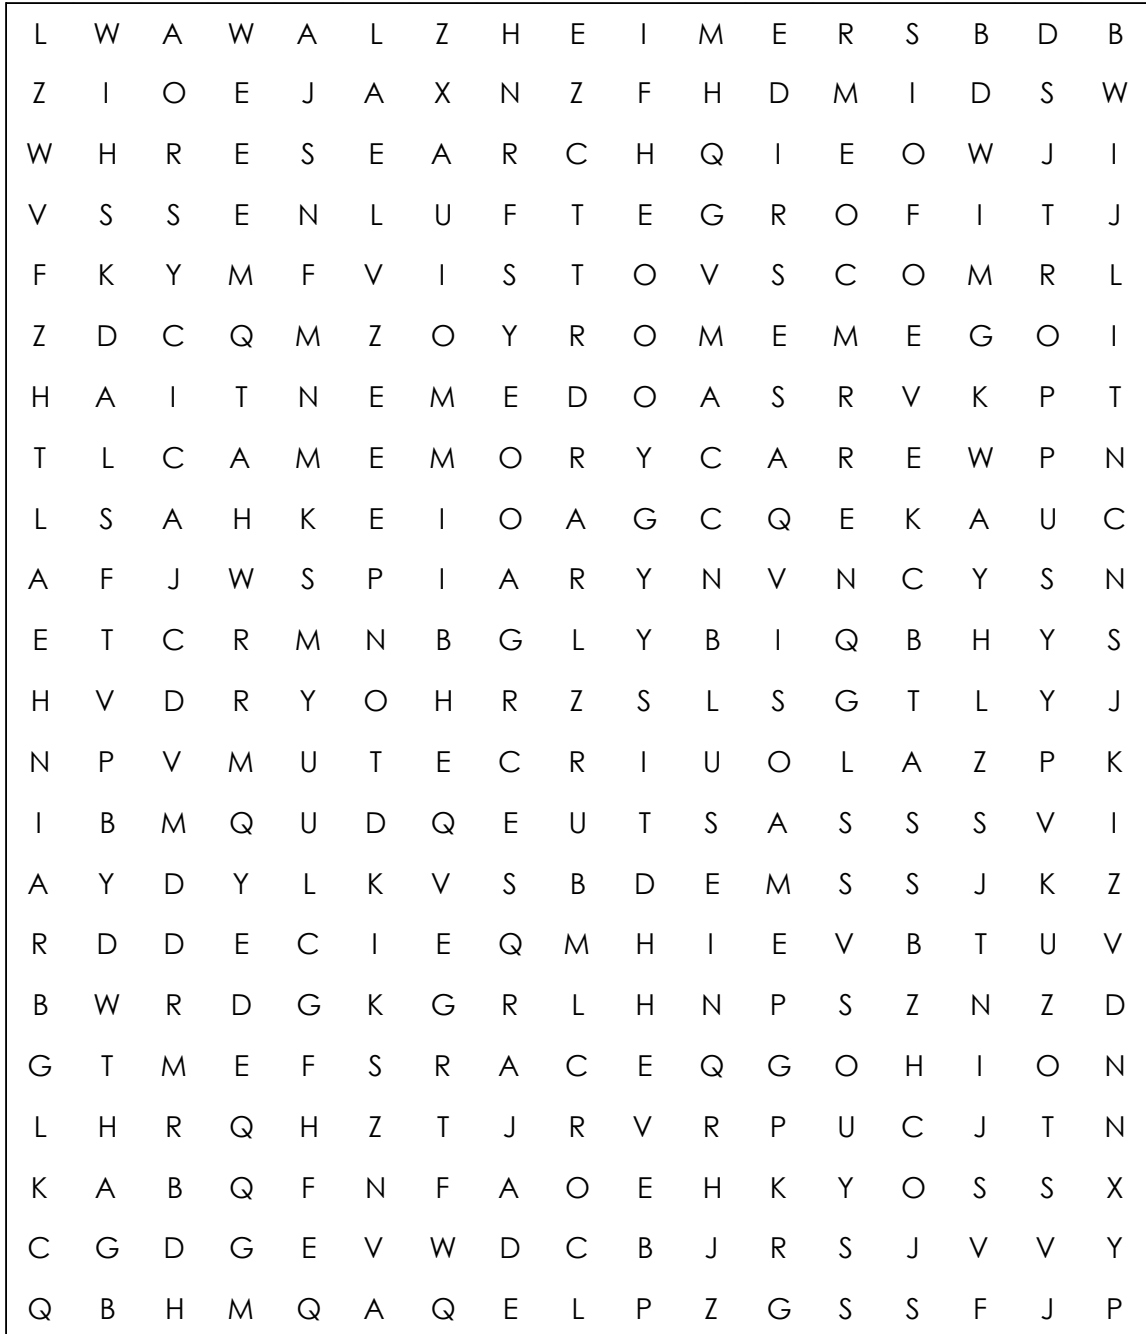 L W A W A L Z H E I M E R S B D B
Z I O E J A X N Z F H D M I D S W
W H R E S E A R C H Q I E O W J I
V S S E N L U F T E G R O F I T J
F K Y M F V I S T O V S C O M R L
Z D C Q M Z O Y R O M E M E G O I
H A I T N E M E D O A S R V K P T
T L C A M E M O R Y C A R E W P N
L S A H K E I O A G C Q E K A U C
A F J W S P I A R Y N V N C Y S N
E T C R M N B G L Y B I Q B H Y S
H V D R Y O H R Z S L S G T L Y J
N P V M U T E C R I U O L A Z P K
I B M Q U D Q E U T S A S S S V I
A Y D Y L K V S B D E M S S J K Z
R D D E C I E Q M H I E V B T U V
B W R D G K G R L H N P S Z N Z D
G T M E F S R A C E Q G O H I O N
L H R Q H Z T J R V R P U C J T N
K A B Q F N F A O E H K Y O S S X
C G D G E V W D C B J R S J V V Y
Q B H M Q A Q E L P Z G S S F J P